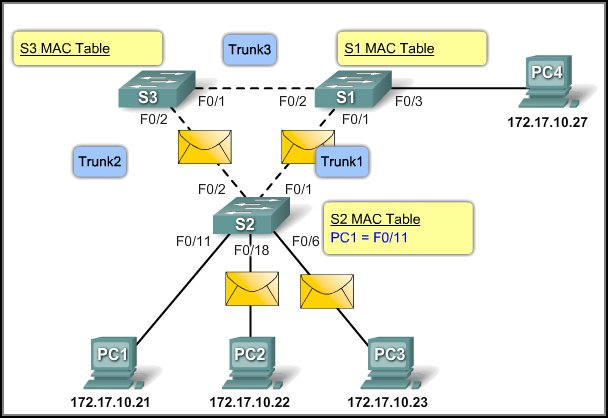 S3 MAC Table
Trunk3
S1 MAC Table
S3
F0/1
F0/2
S1
F0/3
PC4
F0/2
F0/1
172.17.10.27
Trunk2
Trunk1
F0/2
F0/1
S2
S2 MAC Table
PC1 = F0/11
F0/11
F0/18
F0/6
PC1
PC2
PC3
172.17.10.21
172.17.10.22
172.17.10.23